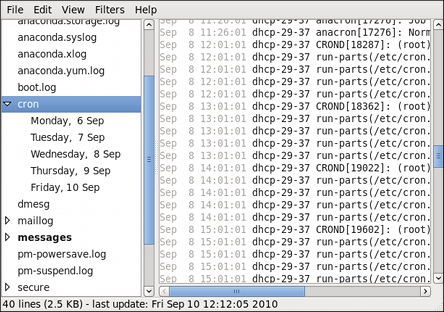 File Edit View Filters Help
anaconda.storage.log
anaconda.syslog
anaconda.xlog
anaconda.yum.log
boot.log
cron
Monday, 6 Sep
Tuesday, 7 Sep
Wednesday, 8 Sep
Thursday, 9 Sep
Friday, 10 Sep
dmesg
maillog
messages
pm-powersave.log
pm-suspend.log
secure
Sep 8 11:26:01 dhcp-29-37 anacron[17276]: Job
Sep 8 11:26:01 dhcp-29-37 anacron[17276]: Norm
Sep 8 12:01:01 dhcp-29-37 CROND[18287]: (root)
Sep 8 12:01:01 dhcp-29-37 run-parts(/etc/cron.
Sep 8 12:01:01 dhcp-29-37 run-parts(/etc/cron.
Sep 8 12:01:01 dhcp-29-37 run-parts(/etc/cron.
Sep 8 13:01:01 dhcp-29-37 CROND[18362]: (root)
Sep 8 13:01:01 dhcp-29-37 run-parts(/etc/cron.
Sep 8 13:01:01 dhcp-29-37 run-parts(/etc/cron.
Sep 8 13:01:01 dhcp-29-37 run-parts(/etc/cron.
Sep 8 13:01:01 dhcp-29-37 run-parts(/etc/cron.
Sep 8 14:01:01 dhcp-29-37 CROND[19022]: (root)
Sep 8 14:01:01 dhcp-29-37 run-parts(/etc/cron.
Sep 8 14:01:01 dhcp-29-37 run-parts(/etc/cron.
Sep 8 14:01:01 dhcp-29-37 run-parts(/etc/cron.
Sep 8 14:01:01 dhcp-29-37 run-parts(/etc/cron.
Sep 8 15:01:01 dhcp-29-37 CROND[19602]: (root)
Sep 8 15:01:01 dhcp-29-37 run-parts(/etc/cron.
Sep 8 15:01:01 dhcp-29-37 run-parts(/etc/cron.
Sep 8 15:01:01 dhcp-29-37 run-parts(/etc/cron.
Sep 8 15:01:01 dhcp-29-37 run-parts(/etc/cron.
40 lines (2.5 KB) - last update: Fri Sep 10 12:12:05 2010